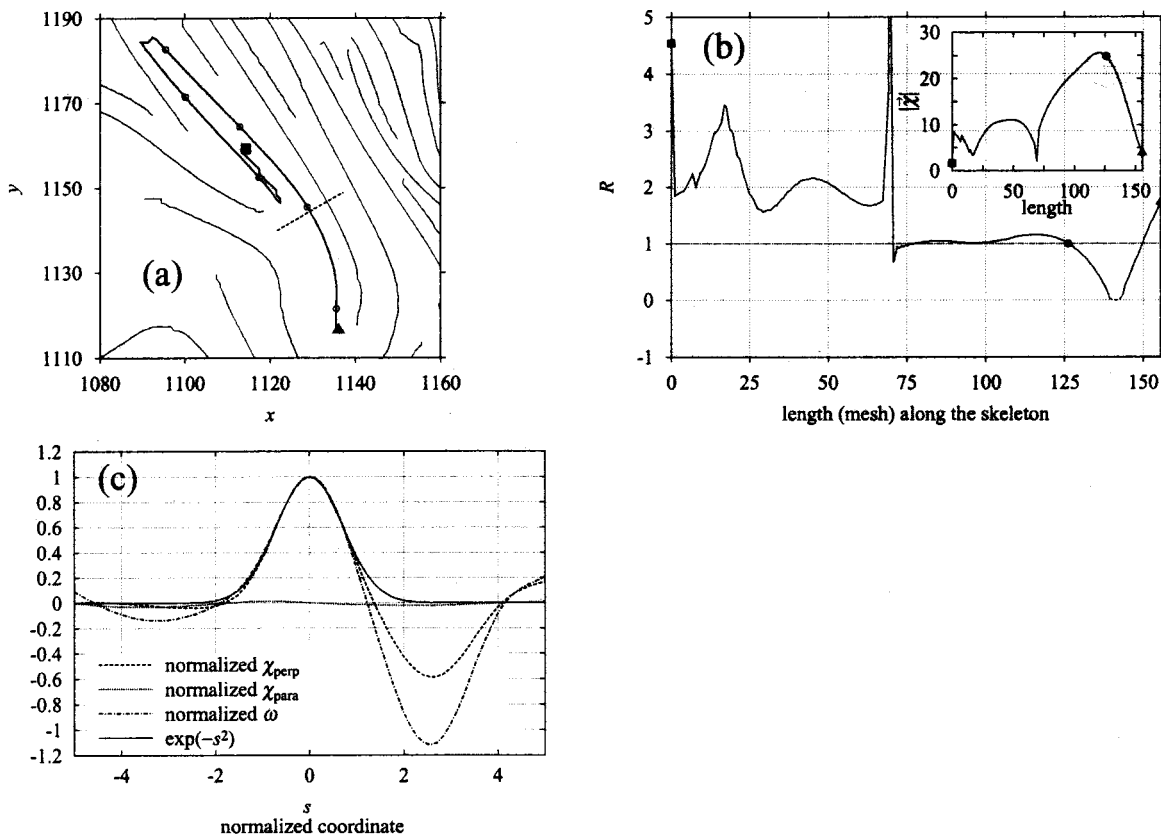 (a)
1190
1170
1150
1130
1110
y
1080 1100 1120 1140 1160
x
(b)
5
4
3
2
1
0
-1
R
0 25 50 75 100 125 150
length (mesh) along the skeleton
30
25
20
10
0
|χ⃗|
0 50 100 150
length
(c)
1.2
1
0.8
0.6
0.4
0.2
0
-0.2
-0.4
-0.6
-0.8
-1
-1.2
normalized χperp
normalized χpara
normalized ω
exp(−s²)
-4 -2 0 2 4
s
normalized coordinate